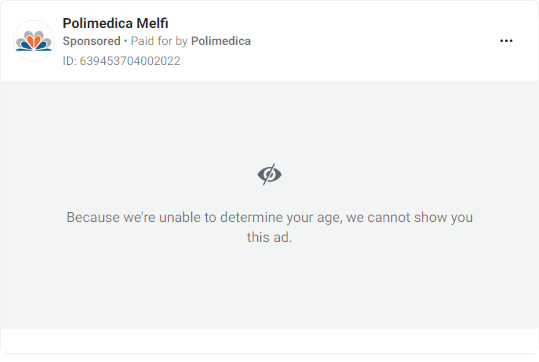 Polimedica Melfi
Sponsored • Paid for by Polimedica
ID: 639453704002022
Because we're unable to determine your age, we cannot show you
this ad.